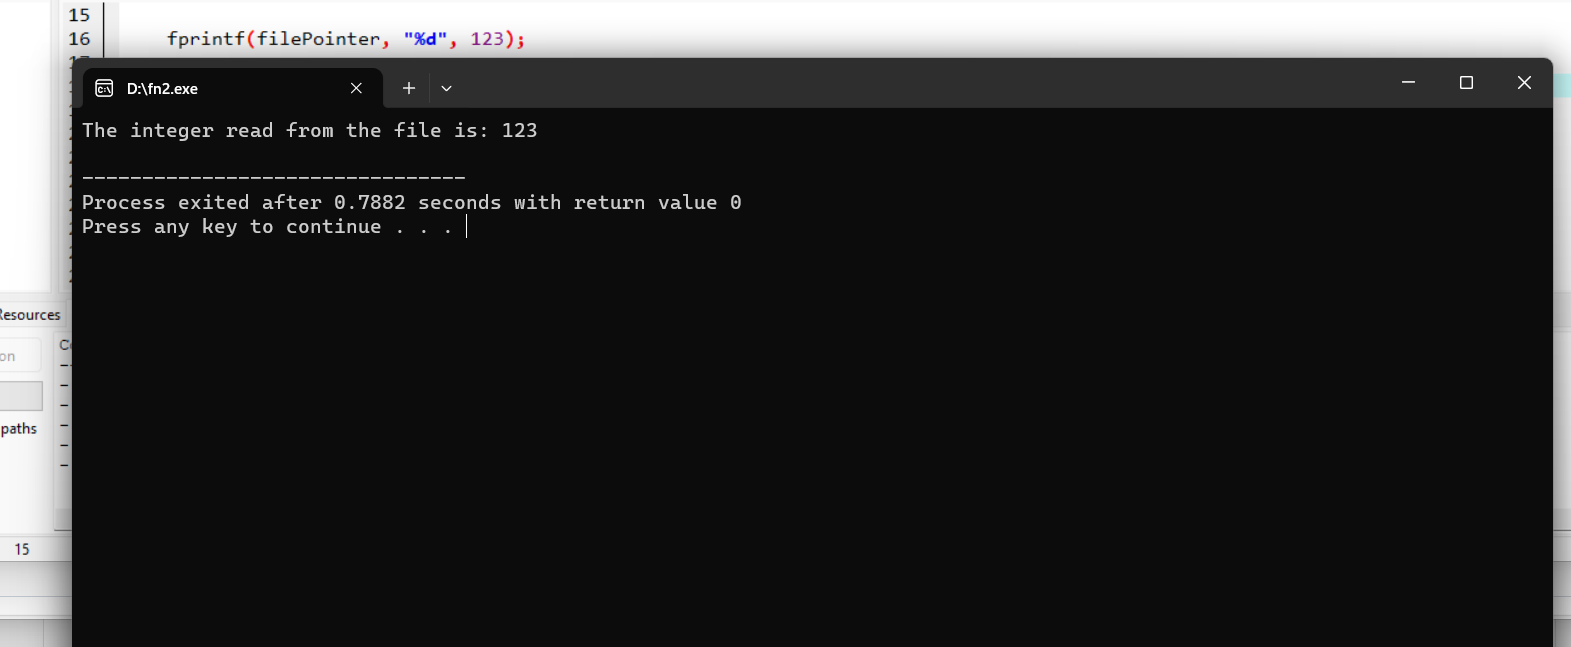 15
16 fprintf(filePointer, "%d", 123);
D:\fn2.exe
The integer read from the file is: 123
--------------------------------
Process exited after 0.7882 seconds with return value 0
Press any key to continue . . .
Resources
on
paths
15